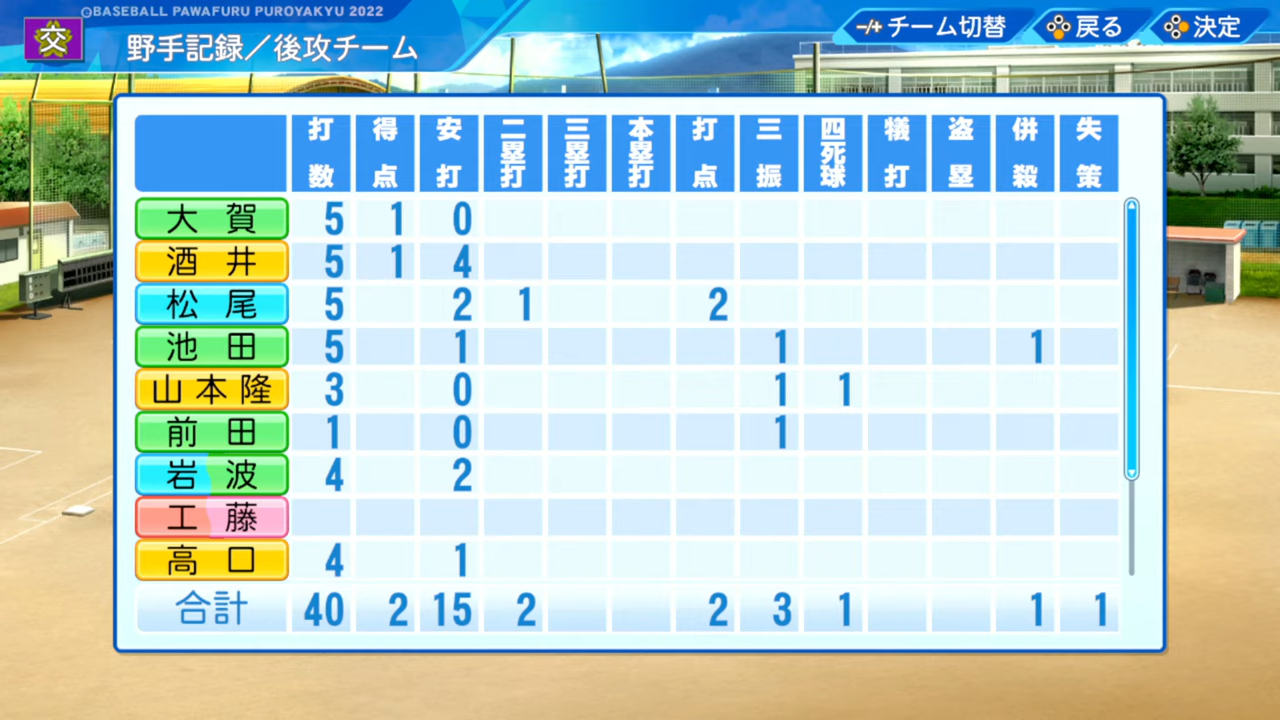 ©BASEBALL PAWAFURU PUROYAKYU 2022
交
野手記録／後攻チーム
-/+ チーム切替 戻る 決定
打数 得点 安打 二塁打 三塁打 本塁打 打点 三振 四死球 犠打 盗塁 併殺 失策
大賀 5 1 0
酒井 5 1 4
松尾 5 2 1 2
池田 5 1 1 1
山本隆 3 0 1 1
前田 1 0 1
岩波 4 2
工藤
高口 4 1
合計 40 2 15 2 2 3 1 1 1